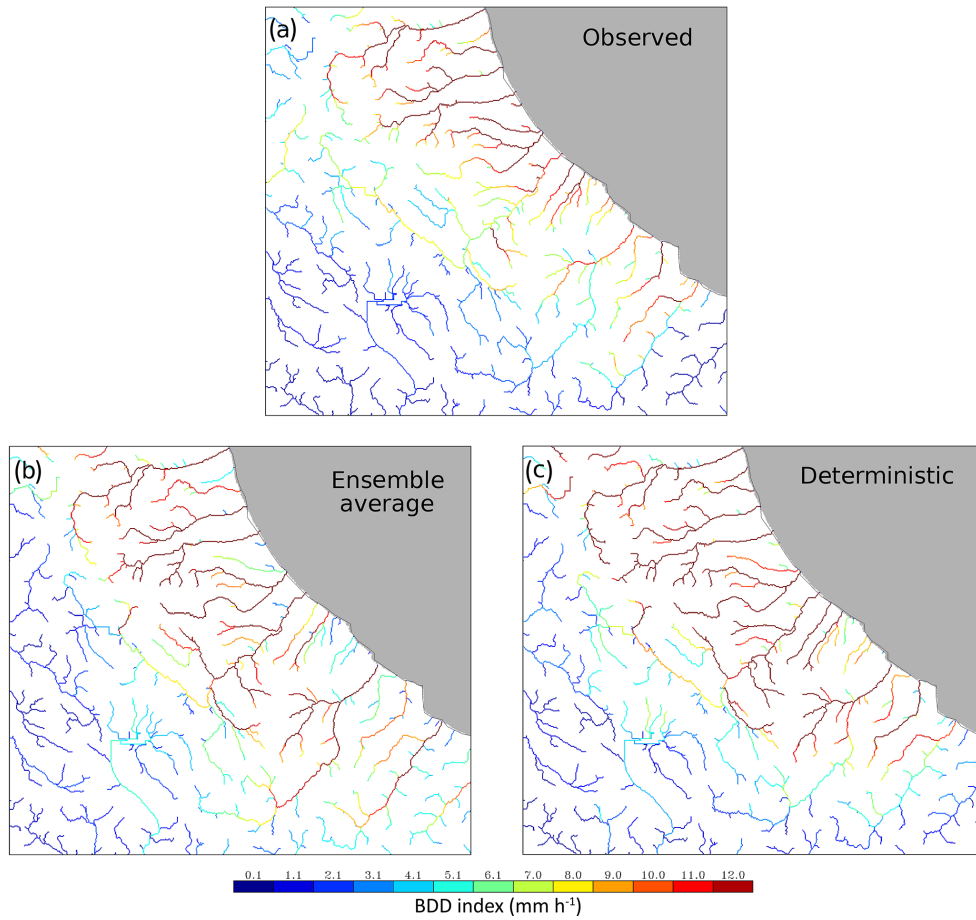 (a)
Observed
(b)
Ensemble
average
(c)
Deterministic
0.1 1.1 2.1 3.1 4.1 5.1 6.1 7.0 8.0 9.0 10.0 11.0 12.0
BDD index (mm h⁻¹)